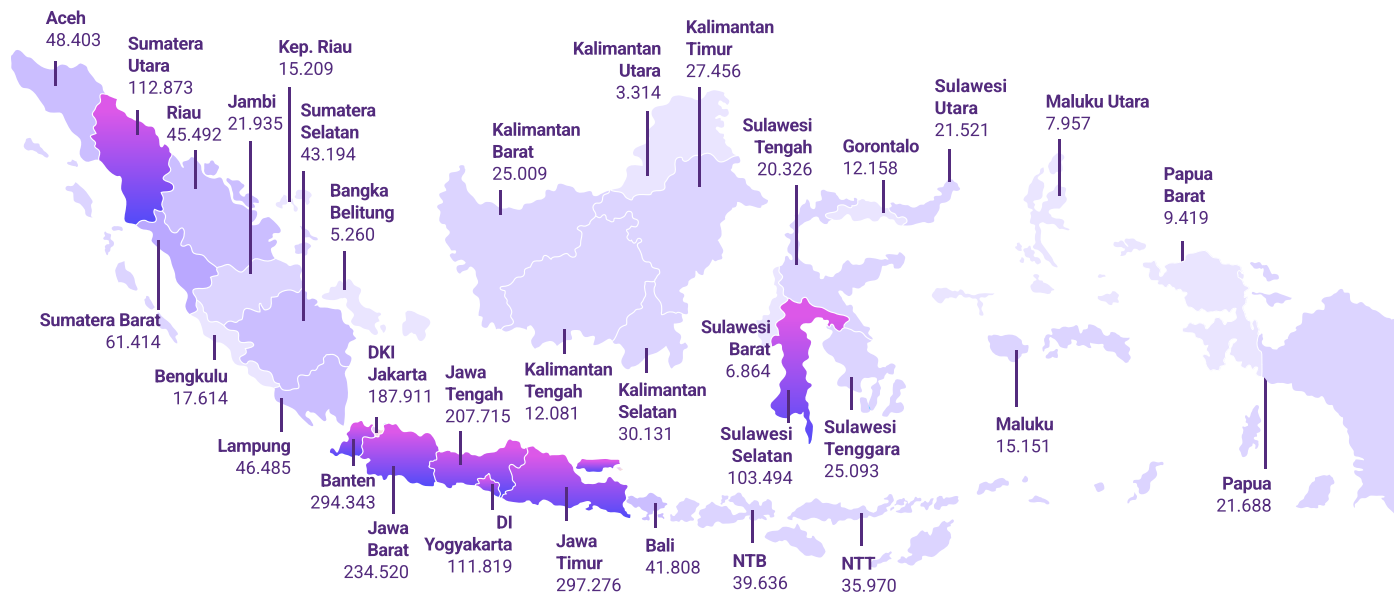 Aceh
48.403
Sumatera
Utara
112.873
Riau
45.492
Jambi
21.935
Kep. Riau
15.209
Sumatera
Selatan
43.194
Bangka
Belitung
5.260
Sumatera Barat
61.414
Bengkulu
17.614
Lampung
46.485
DKI
Jakarta
187.911
Banten
294.343
Jawa
Barat
234.520
Jawa
Tengah
207.715
DI
Yogyakarta
111.819
Jawa
Timur
297.276
Bali
41.808
NTB
39.636
NTT
35.970
Kalimantan
Barat
25.009
Kalimantan
Utara
3.314
Kalimantan
Timur
27.456
Kalimantan
Tengah
12.081
Kalimantan
Selatan
30.131
Sulawesi
Tengah
20.326
Gorontalo
12.158
Sulawesi
Utara
21.521
Sulawesi
Barat
6.864
Sulawesi
Selatan
103.494
Sulawesi
Tenggara
25.093
Maluku Utara
7.957
Maluku
15.151
Papua
Barat
9.419
Papua
21.688